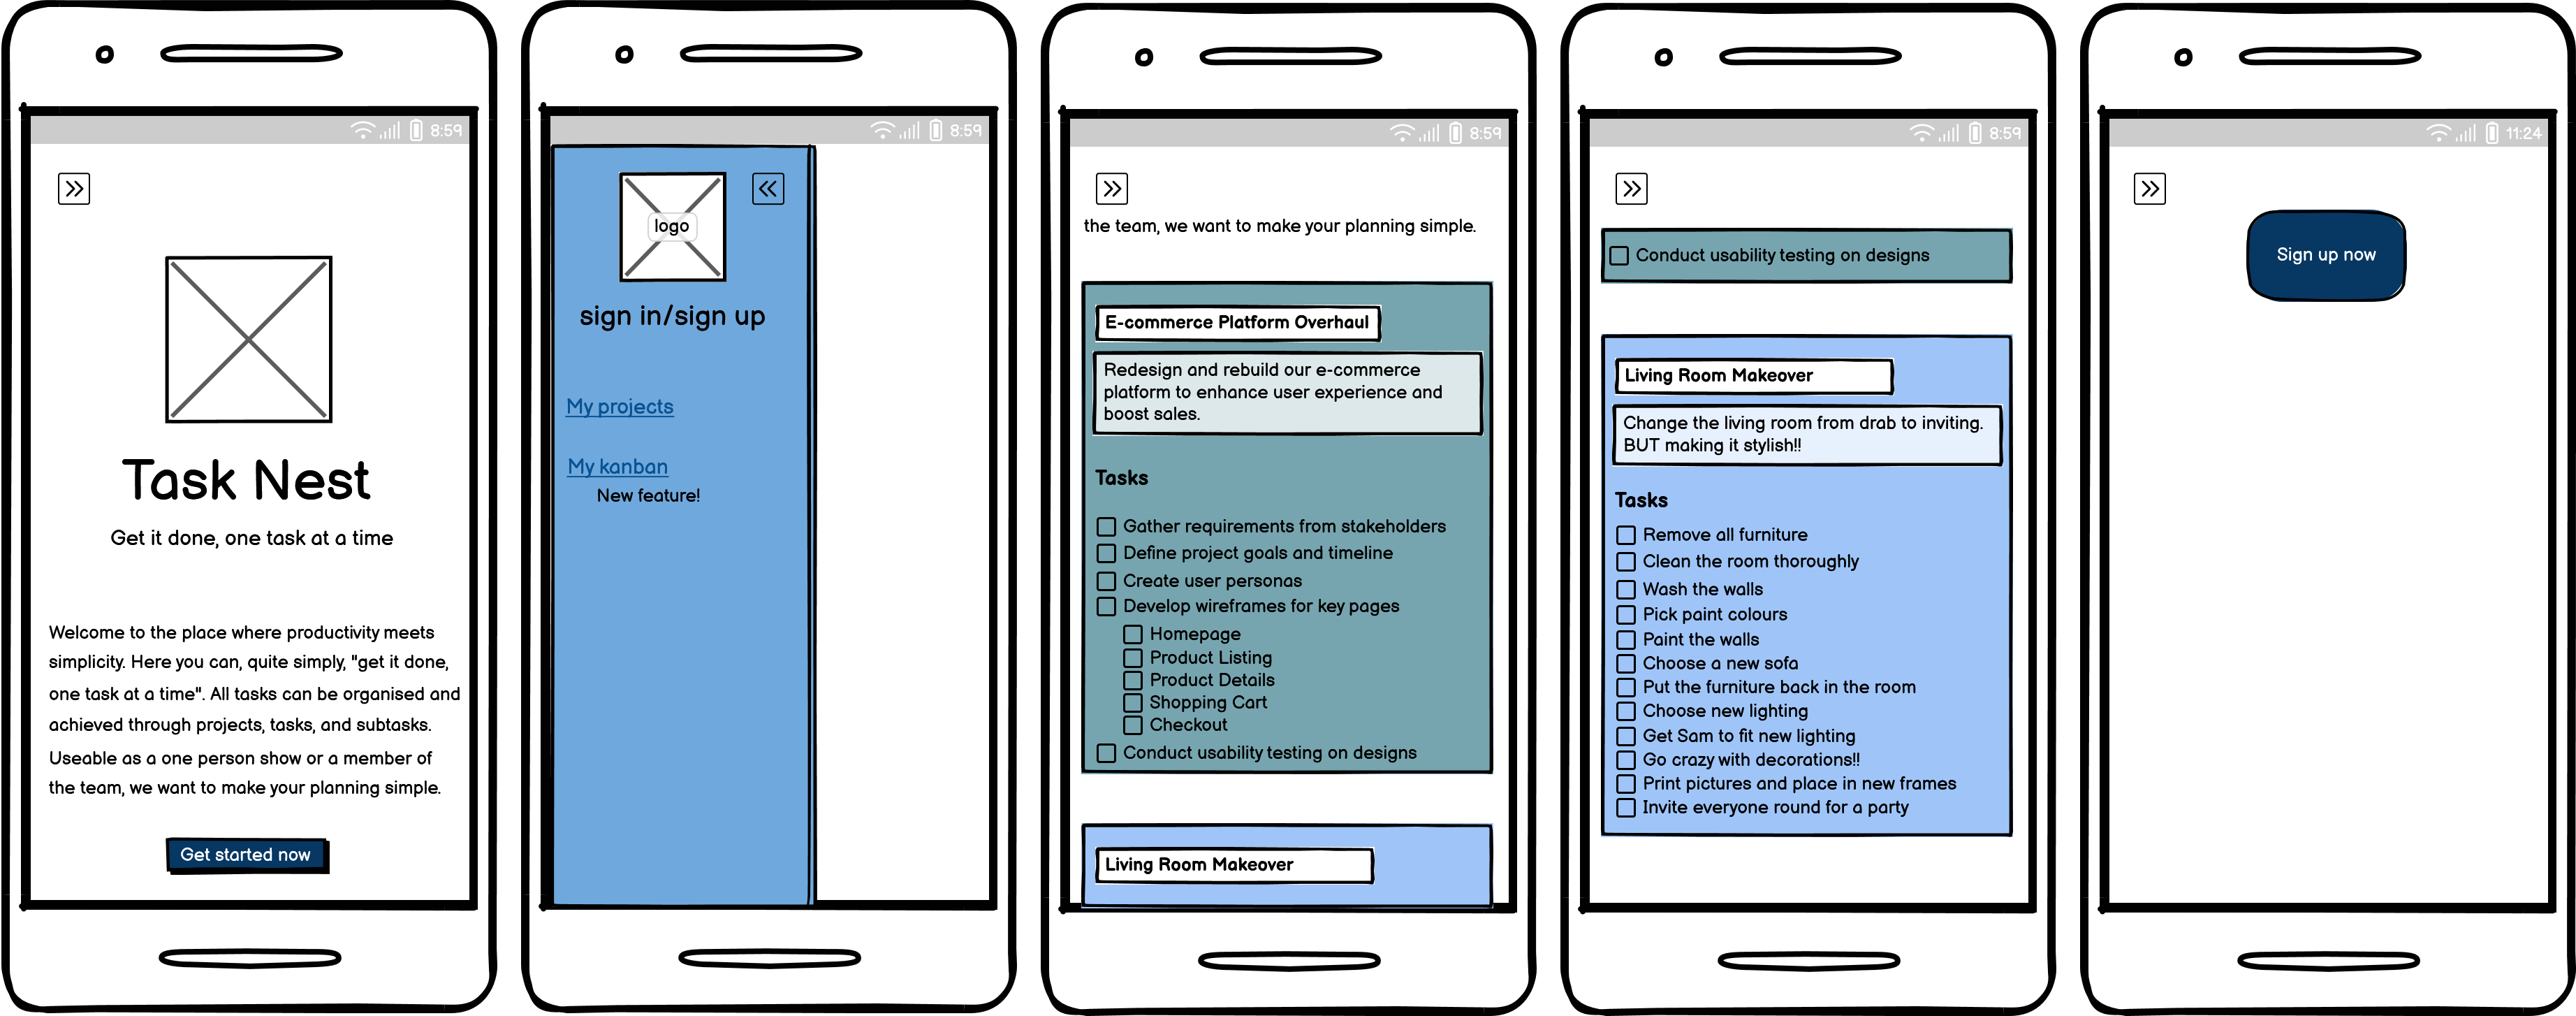 8:59
Task Nest
Get it done, one task at a time
Welcome to the place where productivity meets
simplicity. Here you can, quite simply, "get it done,
one task at a time". All tasks can be organised and
achieved through projects, tasks, and subtasks.
Useable as a one person show or a member of
the team, we want to make your planning simple.
Get started now
8:59
logo
sign in/sign up
My projects
My kanban
New feature!
8:59
the team, we want to make your planning simple.
E-commerce Platform Overhaul
Redesign and rebuild our e-commerce
platform to enhance user experience and
boost sales.
Tasks
Gather requirements from stakeholders
Define project goals and timeline
Create user personas
Develop wireframes for key pages
Homepage
Product Listing
Product Details
Shopping Cart
Checkout
Conduct usability testing on designs
Living Room Makeover
8:59
Conduct usability testing on designs
Living Room Makeover
Change the living room from drab to inviting.
BUT making it stylish!!
Tasks
Remove all furniture
Clean the room thoroughly
Wash the walls
Pick paint colours
Paint the walls
Choose a new sofa
Put the furniture back in the room
Choose new lighting
Get Sam to fit new lighting
Go crazy with decorations!!
Print pictures and place in new frames
Invite everyone round for a party
11:24
Sign up now